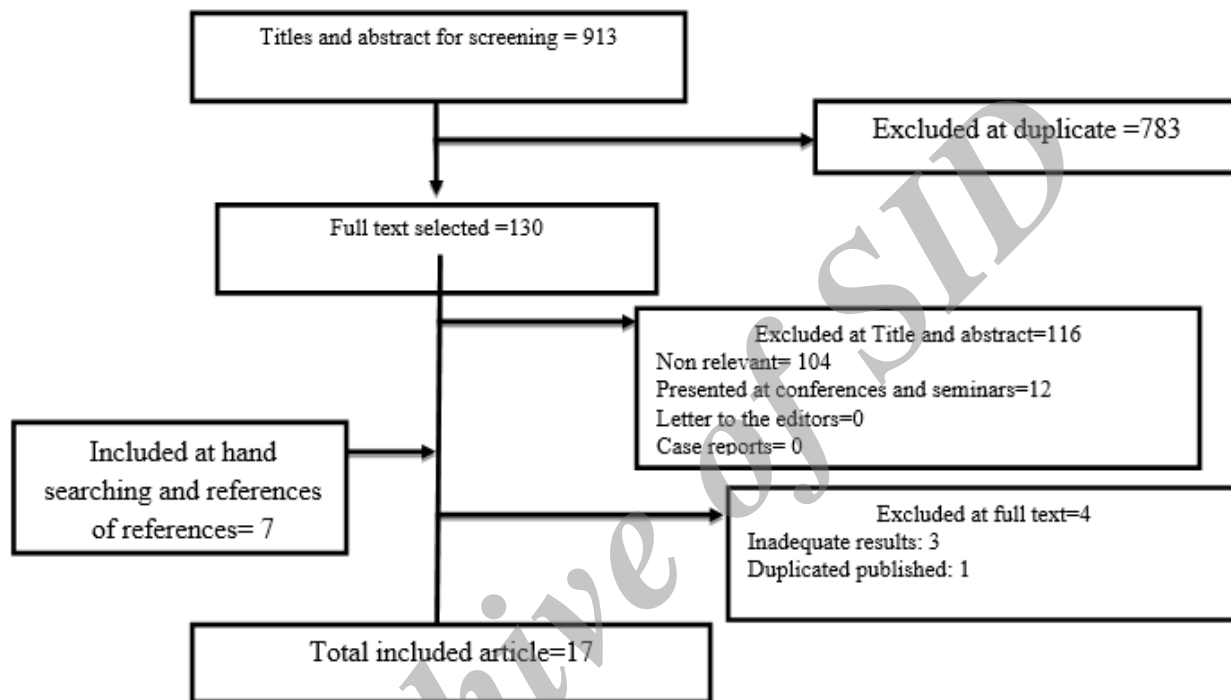 Titles and abstract for screening = 913
Excluded at duplicate =783
Full text selected =130
Excluded at Title and abstract=116
Non relevant= 104
Presented at conferences and seminars=12
Letter to the editors=0
Case reports= 0
Included at hand
searching and references
of references= 7
Excluded at full text=4
Inadequate results: 3
Duplicated published: 1
Total included article=17
hive of SID